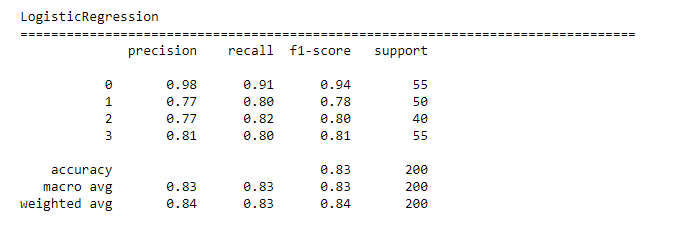 LogisticRegression
================================================================================
precision recall f1-score support
0 0.98 0.91 0.94 55
1 0.77 0.80 0.78 50
2 0.77 0.82 0.80 40
3 0.81 0.80 0.81 55
accuracy 0.83 200
macro avg 0.83 0.83 0.83 200
weighted avg 0.84 0.83 0.84 200